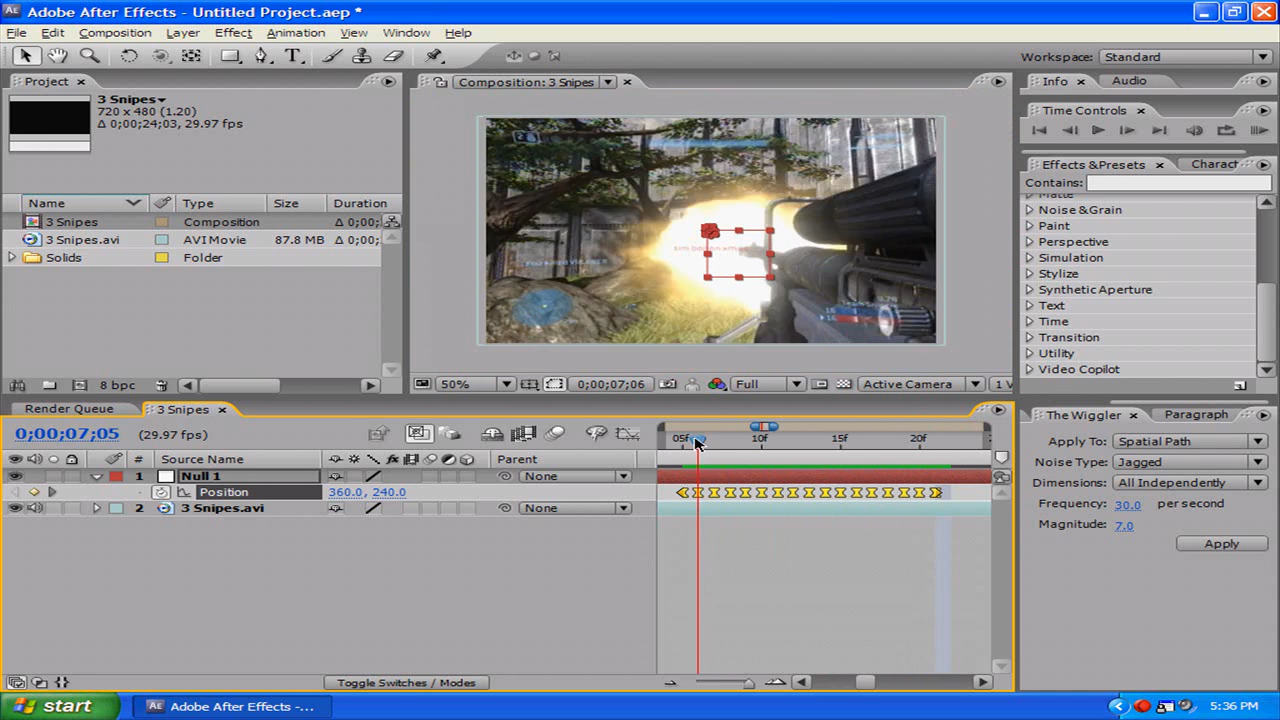 Adobe After Effects - Untitled Project.aep *
File Edit Composition Layer Effect Animation View Window Help
Workspace: Standard
Project
3 Snipes
720 x 480 (1.20)
Δ 0;00;24;03, 29.97 fps
Name Type Size Duration
3 Snipes Composition Δ 0;00;
3 Snipes.avi AVI Movie 87.8 MB Δ 0;00;
Solids Folder
8 bpc
Composition: 3 Snipes
50% 0;00;07;06 Full Active Camera 1 V
Info Audio
Time Controls
Effects & Presets Charact
Contains:
Matte
Noise & Grain
Paint
Perspective
Simulation
Stylize
Synthetic Aperture
Text
Time
Transition
Utility
Video Copilot
Render Queue 3 Snipes
0;00;07;05 (29.97 fps)
05f 10f 15f 20f
# Source Name Parent
1 Null 1 None
Position 360.0, 240.0
2 3 Snipes.avi None
Toggle Switches / Modes
The Wiggler Paragraph
Apply To: Spatial Path
Noise Type: Jagged
Dimensions: All Independently
Frequency: 30.0 per second
Magnitude: 7.0
Apply
start Adobe After Effects -... 5:36 PM